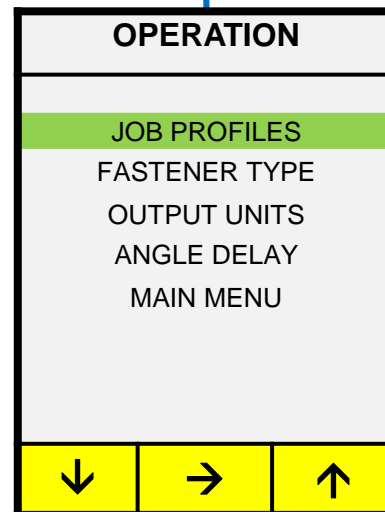 OPERATION
JOB PROFILES
FASTENER TYPE
OUTPUT UNITS
ANGLE DELAY
MAIN MENU
↓ → ↑